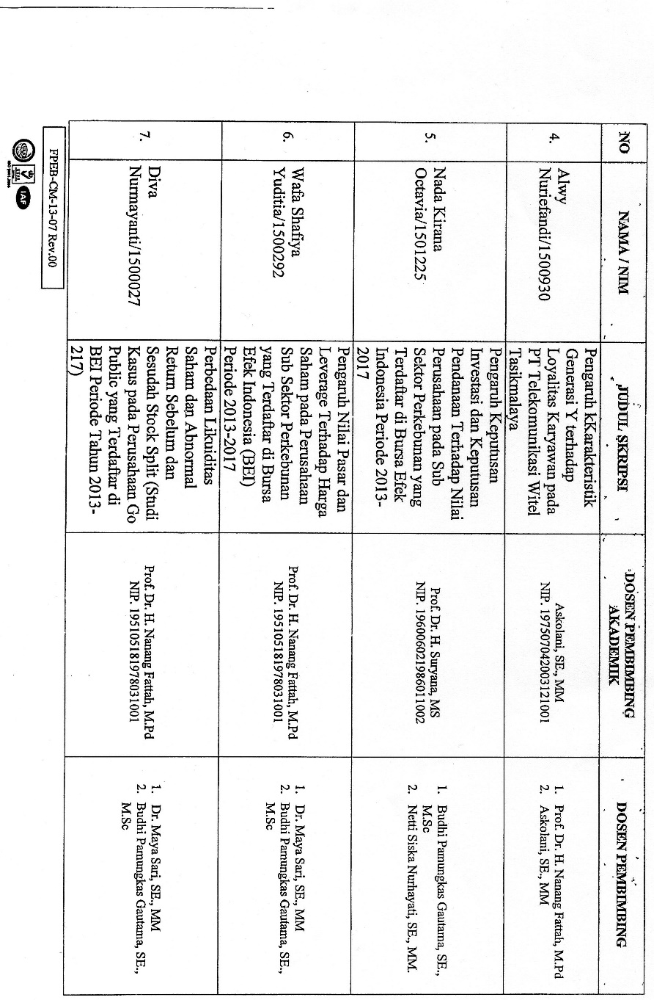 NO
NAMA / NIM
JUDUL SKRIPSI
DOSEN PEMBIMBING
AKADEMIK
DOSEN PEMBIMBING
4.
Alwy
Nuriefandi/1500930
Pengaruh kKarakteristik
Generasi Y terhadap
Loyalitas Karyawan pada
PT Telekomunikasi Witel
Tasikmalaya
Askolani, SE., MM
NIP. 197507042003121001
1. Prof. Dr. H. Nanang Fattah, M.Pd
2. Askolani, SE., MM
5.
Nada Kirana
Octavia/1501225
Pengaruh Keputusan
Investasi dan Keputusan
Pendanaan Terhadap Nilai
Perusahaan pada Sub
Sektor Perkebunan yang
Terdaftar di Bursa Efek
Indonesia Periode 2013-
2017
Prof. Dr. H. Suryana, MS
NIP. 196006021986011002
1. Budhi Pamungkas Gautama, SE.,
M.Sc
2. Netti Siska Nurhayati, SE., MM.
6.
Wafa Shafiya
Yuditia/1500292
Pengaruh Nilai Pasar dan
Leverage Terhadap Harga
Saham pada Perusahaan
Sub Sektor Perkebunan
yang Terdaftar di Bursa
Efek Indonesia (BEI)
Periode 2013-2017
Prof. Dr. H. Nanang Fattah, M.Pd
NIP. 195105181978031001
1. Dr. Maya Sari, SE., MM
2. Budhi Pamungkas Gautama, SE.,
M.Sc
7.
Diva
Nurmayanti/1500027
Perbedaan Likuiditas
Saham dan Abnormal
Return Sebelum dan
Sesudah Stock Split (Studi
Kasus pada Perusahaan Go
Public yang Terdaftar di
BEI Periode Tahun 2013-
217)
Prof. Dr. H. Nanang Fattah, M.Pd
NIP. 195105181978031001
1. Dr. Maya Sari, SE., MM
2. Budhi Pamungkas Gautama, SE.,
M.Sc
FPEB-CM-13-07 Rev.00
IAF